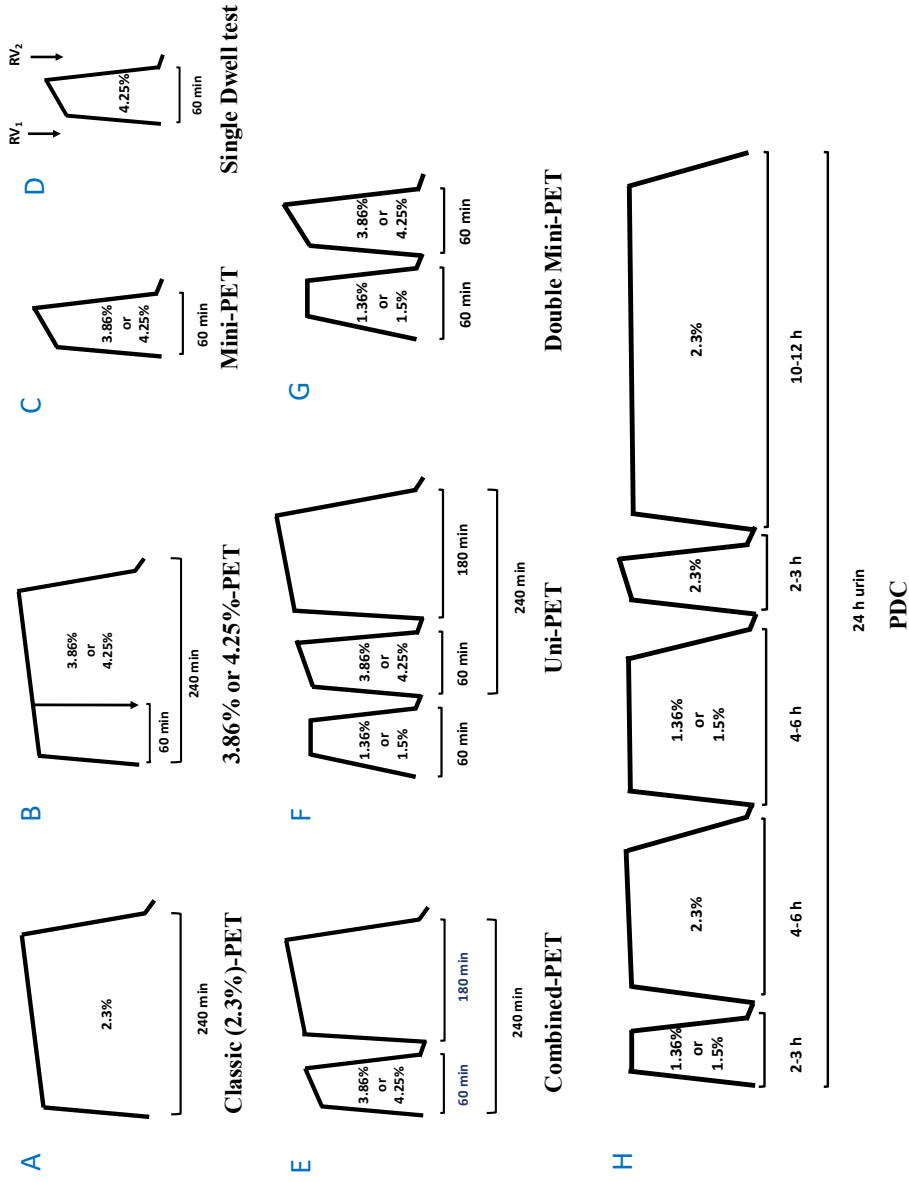 A
2.3%
240 min
Classic (2.3%)-PET
B
3.86%
or
4.25%
60 min
240 min
3.86% or 4.25%-PET
C
3.86%
or
4.25%
60 min
Mini-PET
D
RV1
RV2
4.25%
60 min
Single Dwell test
E
3.86%
or
4.25%
60 min
180 min
240 min
Combined-PET
F
1.36%
or
1.5%
3.86%
or
4.25%
60 min
60 min
180 min
240 min
Uni-PET
G
1.36%
or
1.5%
3.86%
or
4.25%
60 min
60 min
Double Mini-PET
H
1.36%
or
1.5%
2.3%
1.36%
or
1.5%
2.3%
2.3%
2-3 h
4-6 h
4-6 h
2-3 h
10-12 h
24 h urin
PDC